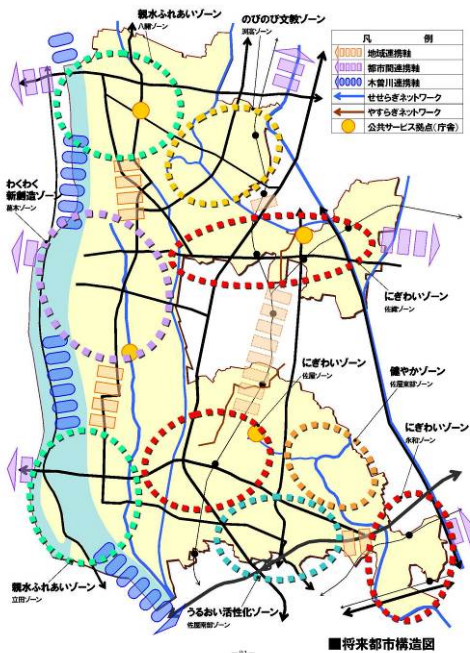 親水ふれあいゾーン
八開ゾーン
のびのび文教ゾーン
渕高ゾーン
凡 例
地域連携軸
都市間連携軸
木曽川連携軸
せせらぎネットワーク
やすらぎネットワーク
公共サービス拠点(庁舎)
わくわく
新創造ゾーン
にぎわいゾーン
佐織ゾーン
にぎわいゾーン
佐屋ゾーン
健やかゾーン
佐屋東部ゾーン
にぎわいゾーン
永和ゾーン
親水ふれあいゾーン
立田ゾーン
うるおい活性化ゾーン
佐屋南部ゾーン
■将来都市構造図